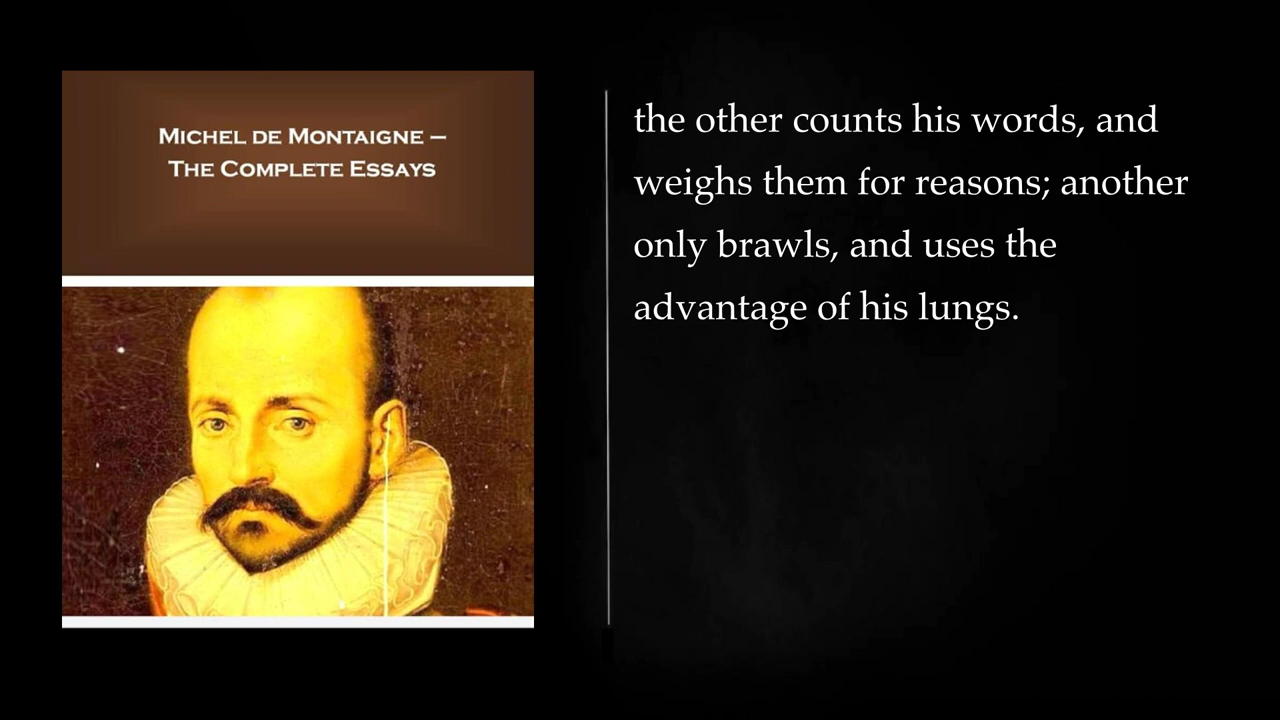 Michel de Montaigne –
The Complete Essays
the other counts his words, and
weighs them for reasons; another
only brawls, and uses the
advantage of his lungs.